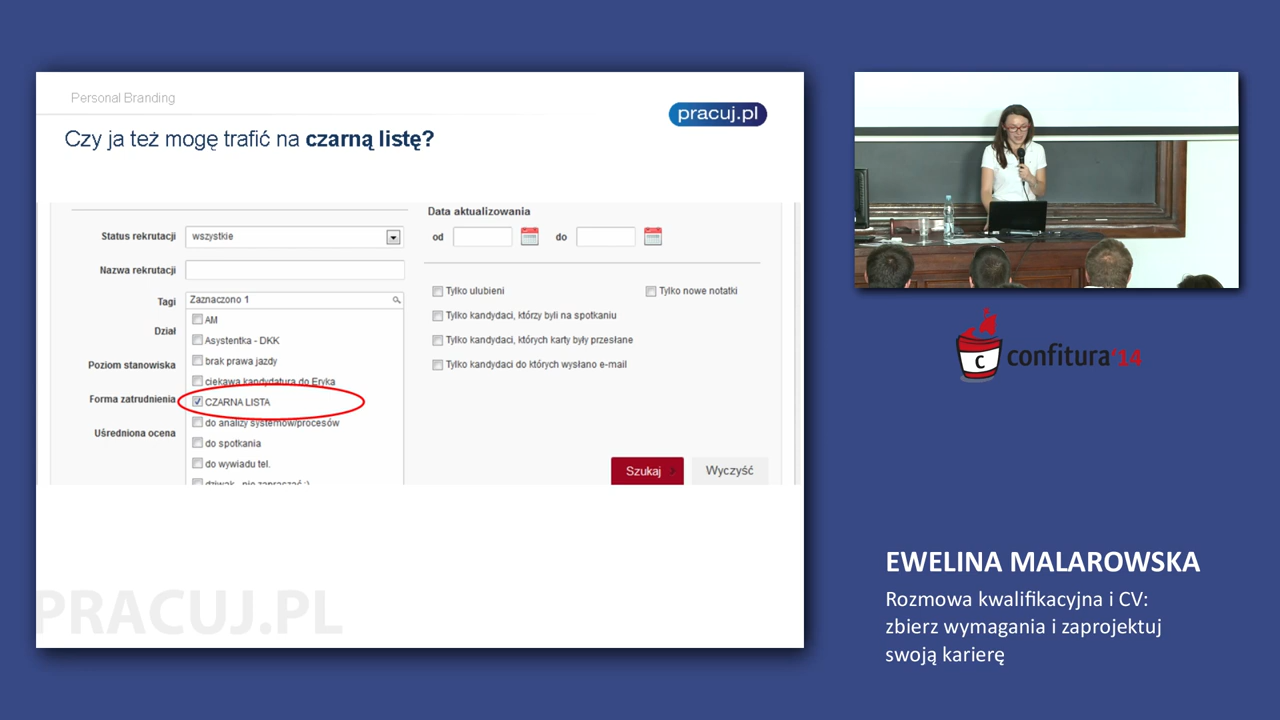 Personal Branding
pracuj.pl
Czy ja też mogę trafić na czarną listę?
Status rekrutacji
wszystkie
Nazwa rekrutacji
Tagi
Zaznaczono 1
AM
Dział
Asystentka - DKK
brak prawa jazdy
Poziom stanowiska
ciekawa kandydatura do Eryka
Forma zatrudnienia
CZARNA LISTA
do analizy systemów/procesów
Uśredniona ocena
do spotkania
do wywiadu tel.
dziwak - nie zapraszać :)
Data aktualizowania
od
do
Tylko ulubieni
Tylko nowe notatki
Tylko kandydaci, którzy byli na spotkaniu
Tylko kandydaci, których karty były przesłane
Tylko kandydaci do których wysłano e-mail
Szukaj
Wyczyść
PRACUJ.PL
C
confitura'14
EWELINA MALAROWSKA
Rozmowa kwalifikacyjna i CV:
zbierz wymagania i zaprojektuj
swoją karierę